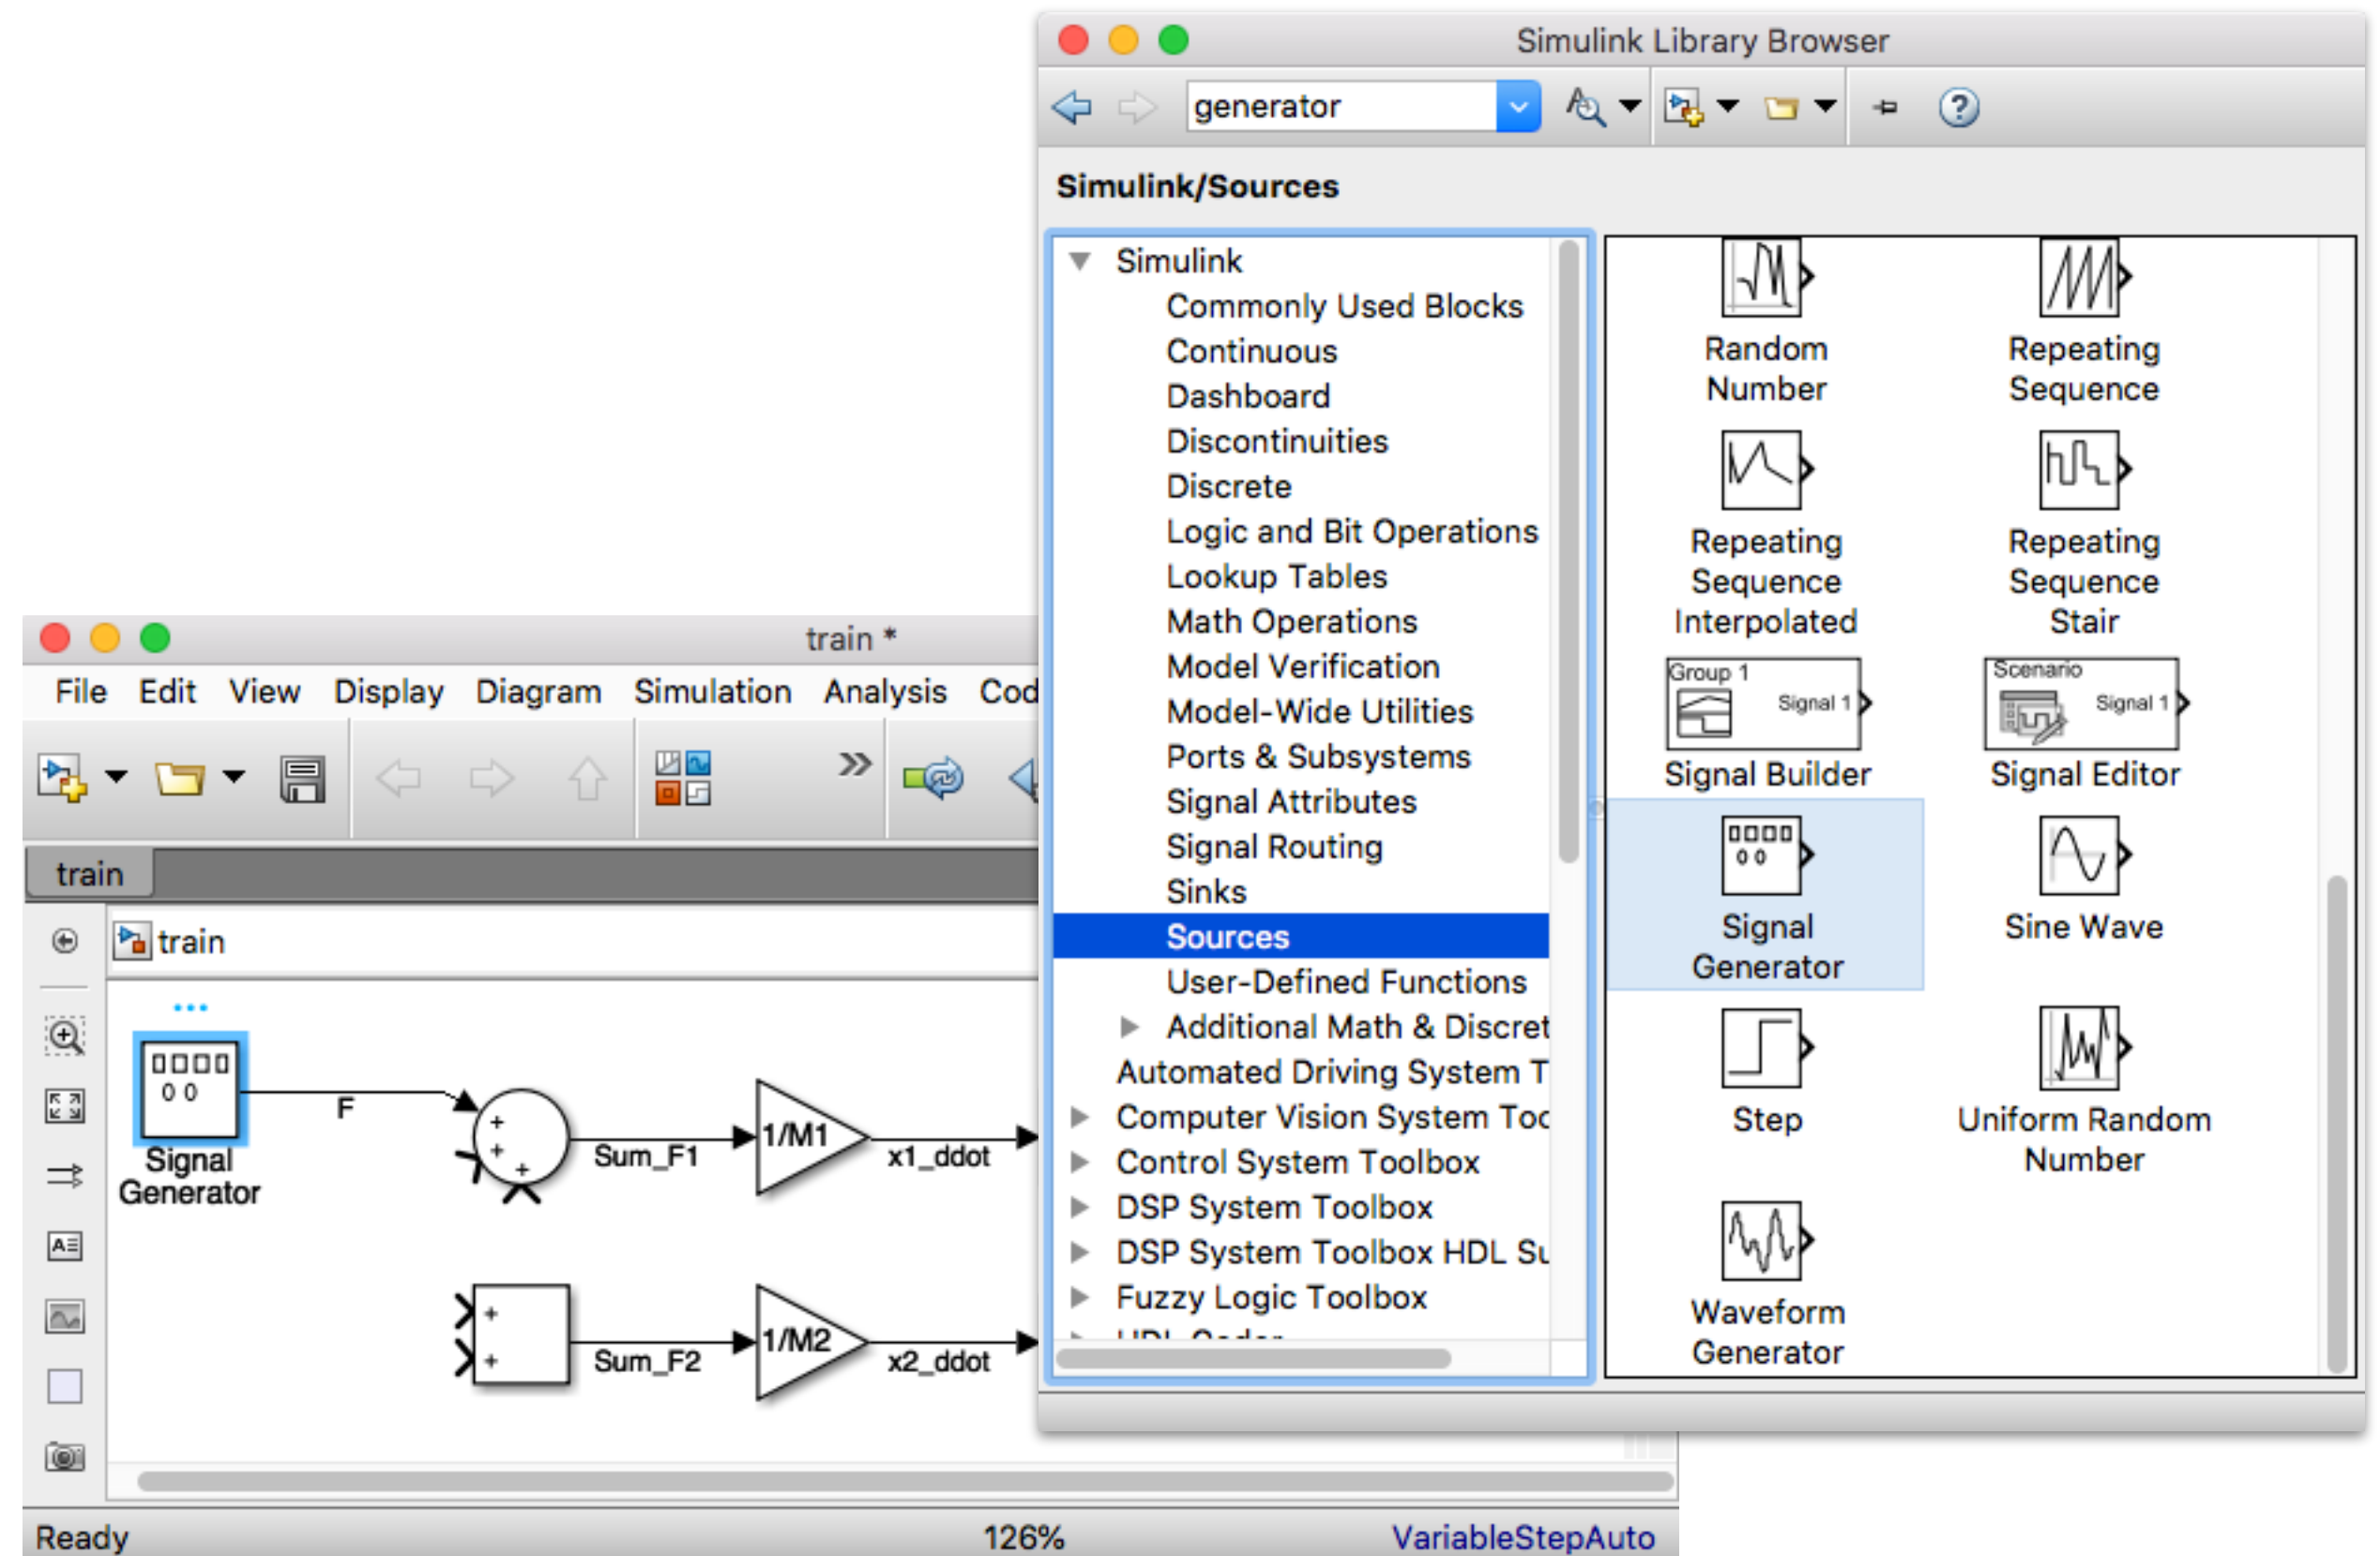 Simulink Library Browser
generator
Simulink/Sources
Simulink
Commonly Used Blocks
Continuous
Dashboard
Discontinuities
Discrete
Logic and Bit Operations
Lookup Tables
Math Operations
Model Verification
Model-Wide Utilities
Ports & Subsystems
Signal Attributes
Signal Routing
Sinks
Sources
User-Defined Functions
Additional Math & Discret
Automated Driving System T
Computer Vision System Too
Control System Toolbox
DSP System Toolbox
DSP System Toolbox HDL Su
Fuzzy Logic Toolbox
HDL Coder
Random
Number
Repeating
Sequence
Repeating
Sequence
Interpolated
Repeating
Sequence
Stair
Group 1
Signal 1
Signal Builder
Scenario
Signal 1
Signal Editor
Signal
Generator
Sine Wave
Step
Uniform Random
Number
Waveform
Generator
train *
File Edit View Display Diagram Simulation Analysis Cod
train
train
Signal
Generator
F
+
+
+
Sum_F1
1/M1
x1_ddot
+
+
Sum_F2
1/M2
x2_ddot
Ready 126% VariableStepAuto